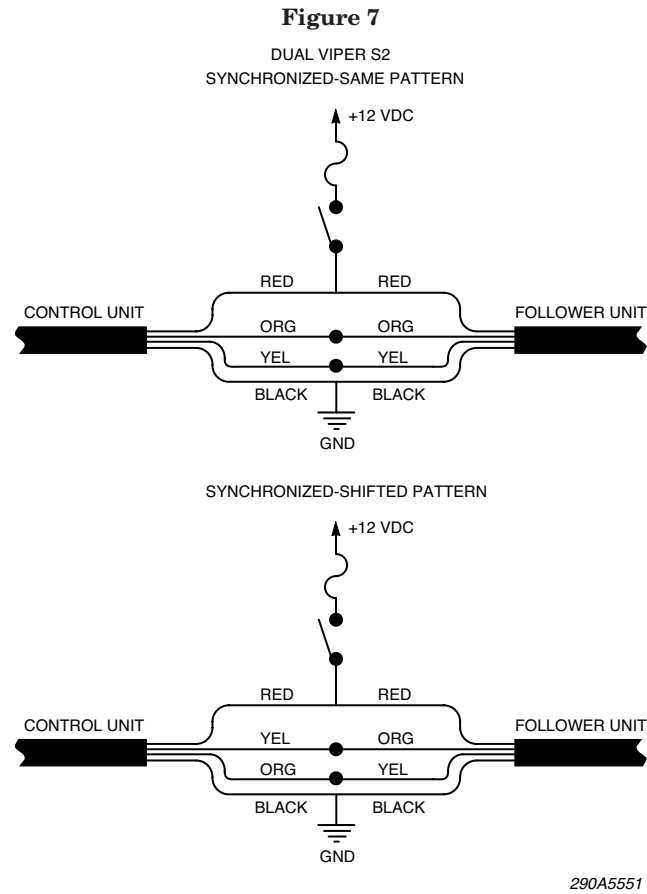 Figure 7
DUAL VIPER S2
SYNCHRONIZED-SAME PATTERN
+12 VDC
RED RED
CONTROL UNIT FOLLOWER UNIT
ORG ORG
YEL YEL
BLACK BLACK
GND
SYNCHRONIZED-SHIFTED PATTERN
+12 VDC
RED RED
CONTROL UNIT FOLLOWER UNIT
YEL ORG
ORG YEL
BLACK BLACK
GND
290A5551